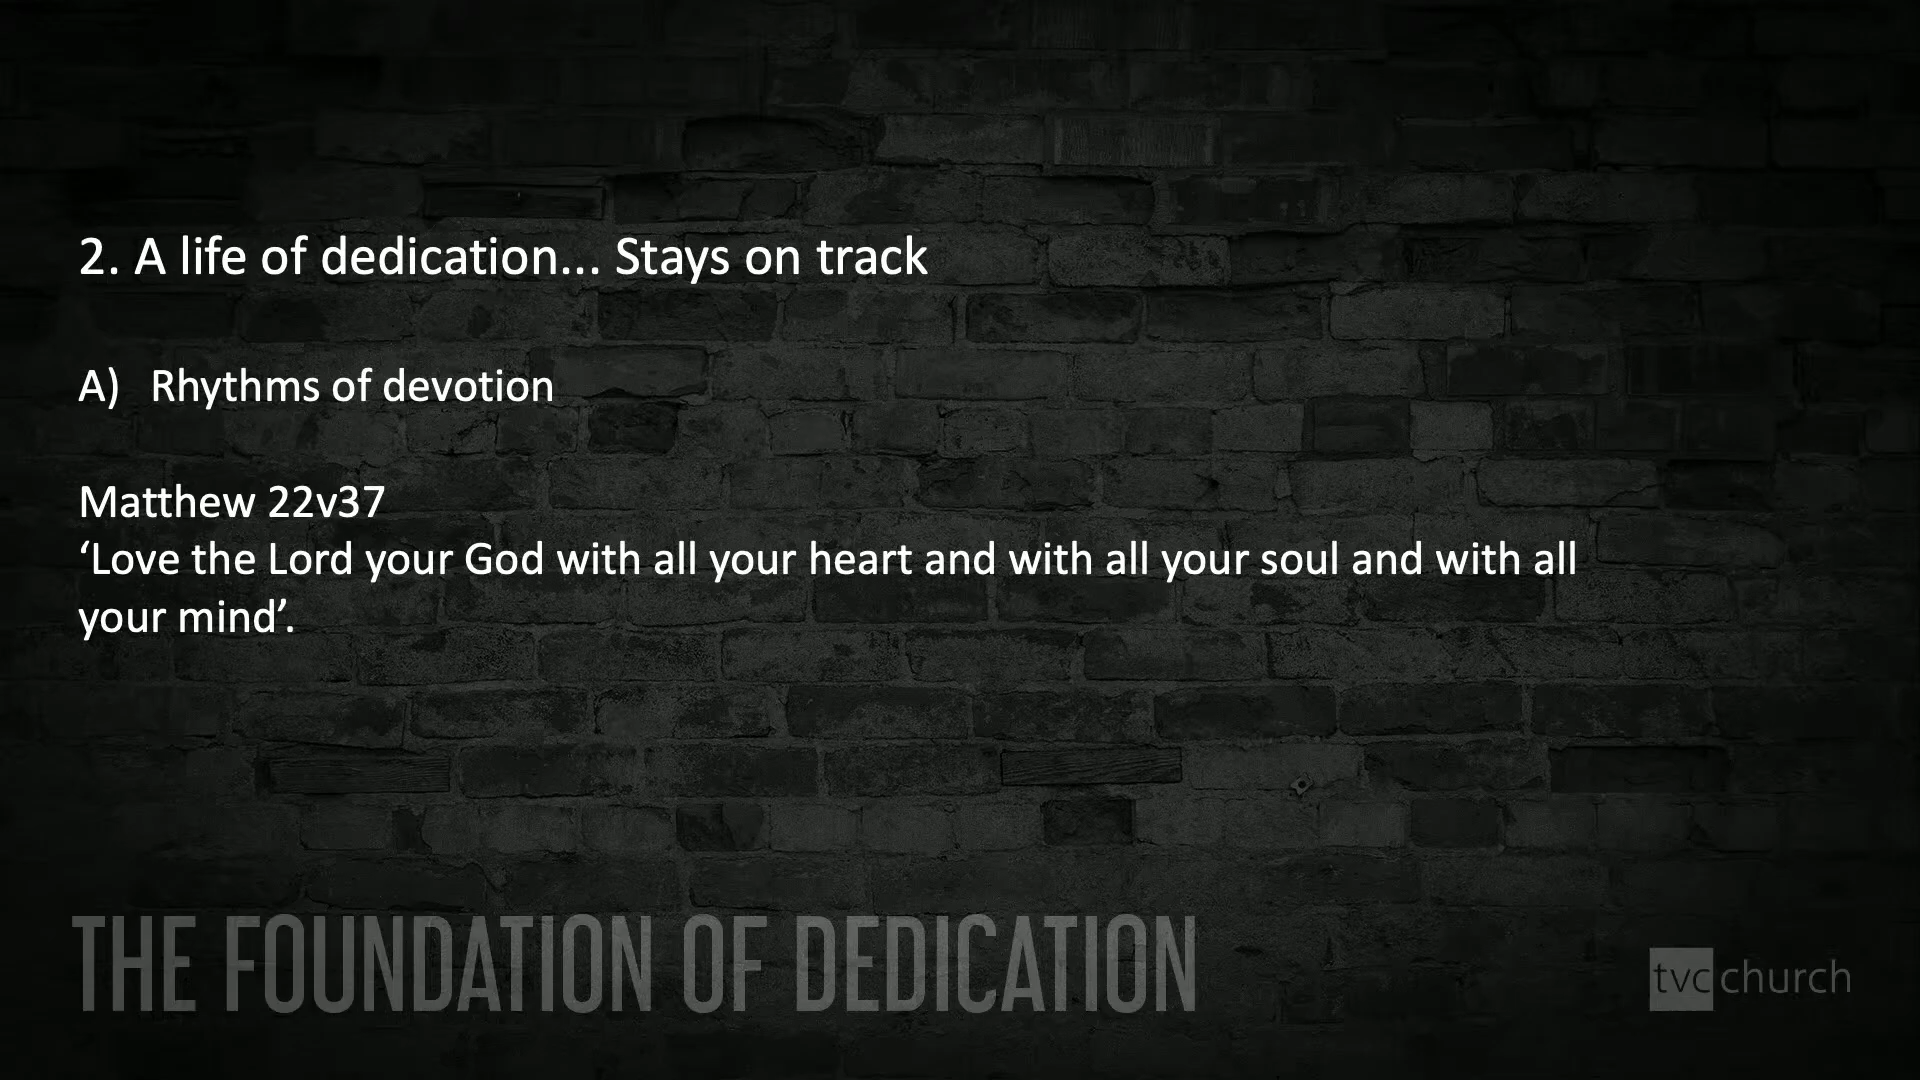 2. A life of dedication... Stays on track
A) Rhythms of devotion
Matthew 22v37
‘Love the Lord your God with all your heart and with all your soul and with all
your mind’.
THE FOUNDATION OF DEDICATION
tvc church